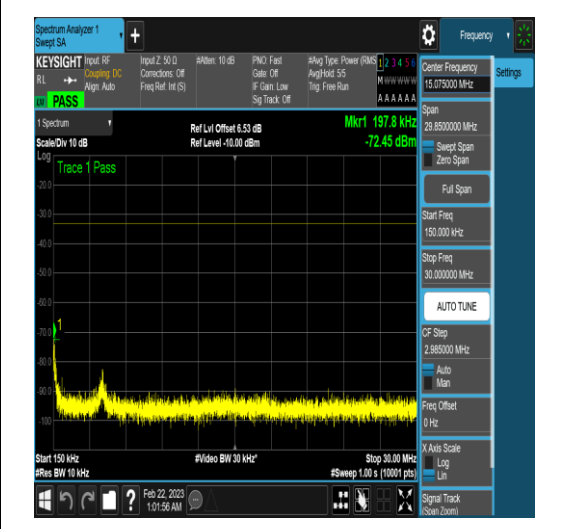 Spectrum Analyzer 1
Swept SA
Frequency
KEYSIGHT
RL
PASS
Input: RF
Coupling: DC
Align: Auto
Input Z: 50 Ω
Corrections: Off
Freq Ref: Int (S)
#Atten: 10 dB
PNO: Fast
Gate: Off
IF Gain: Low
Sig Track: Off
#Avg Type: Power (RMS
Avg|Hold: 5/5
Trig: Free Run
1 2 3 4 5 6
M W W W W W
A A A A A A
1 Spectrum
Scale/Div 10 dB
Ref Lvl Offset 6.53 dB
Ref Level -10.00 dBm
Mkr1 197.8 kHz
-72.45 dBm
Log
Trace 1 Pass
-20.0
-30.0
-40.0
-50.0
-60.0
-70.0
-80.0
-90.0
-100
1
Start 150 kHz
#Res BW 10 kHz
#Video BW 30 kHz*
Stop 30.00 MHz
#Sweep 1.00 s (10001 pts)
Feb 22, 2023
1:01:56 AM
?
Center Frequency
15.075000 MHz
Settings
Span
29.8500000 MHz
Swept Span
Zero Span
Full Span
Start Freq
150.000 kHz
Stop Freq
30.000000 MHz
AUTO TUNE
CF Step
2.985000 MHz
Auto
Man
Freq Offset
0 Hz
X Axis Scale
Log
Lin
Signal Track
(Span Zoom)